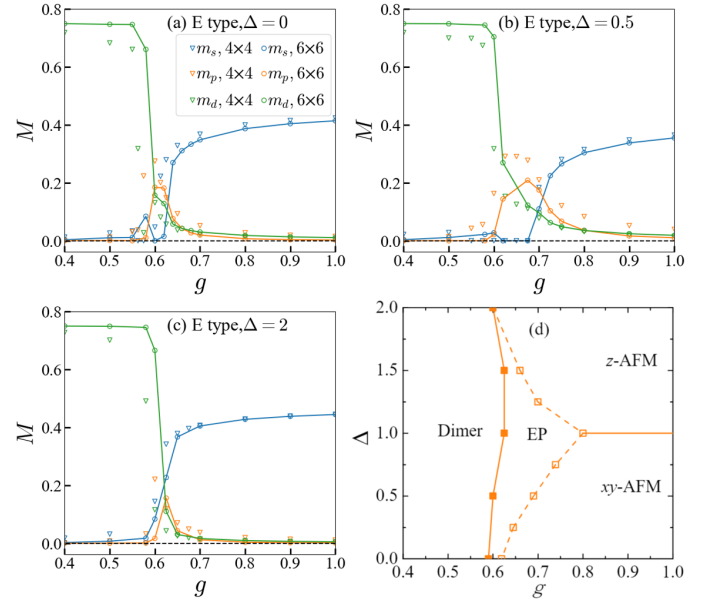 (a) E type,Δ = 0
M
0.8
0.6
0.4
0.2
0.0
m_s, 4×4
m_s, 6×6
m_p, 4×4
m_p, 6×6
m_d, 4×4
m_d, 6×6
0.4 0.5 0.6 0.7 0.8 0.9 1.0
g
(b) E type,Δ = 0.5
M
0.8
0.6
0.4
0.2
0.0
0.4 0.5 0.6 0.7 0.8 0.9 1.0
g
(c) E type,Δ = 2
M
0.8
0.6
0.4
0.2
0.0
0.4 0.5 0.6 0.7 0.8 0.9 1.0
g
(d)
Δ
2.0
1.5
1.0
0.5
0.0
z-AFM
Dimer
EP
xy-AFM
0.4 0.5 0.6 0.7 0.8 0.9 1.0
g